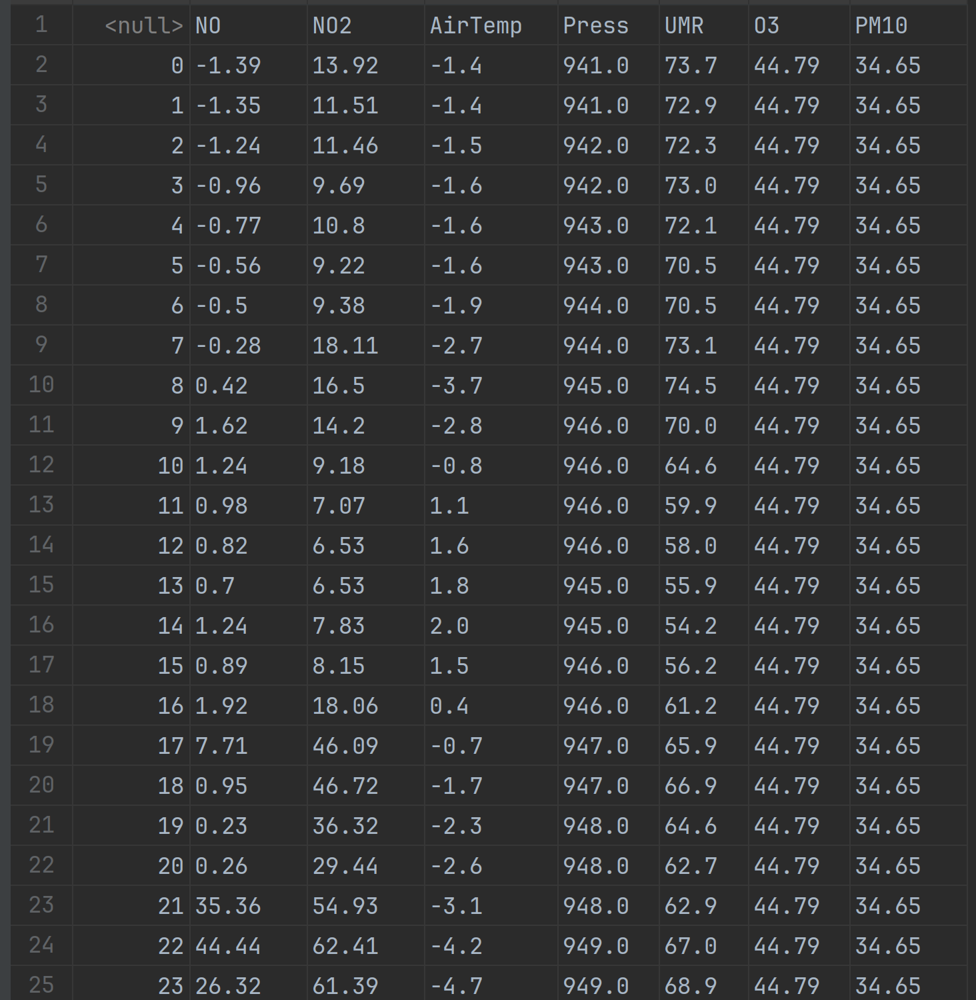 1 <null> NO NO2 AirTemp Press UMR O3 PM10
2 0 -1.39 13.92 -1.4 941.0 73.7 44.79 34.65
3 1 -1.35 11.51 -1.4 941.0 72.9 44.79 34.65
4 2 -1.24 11.46 -1.5 942.0 72.3 44.79 34.65
5 3 -0.96 9.69 -1.6 942.0 73.0 44.79 34.65
6 4 -0.77 10.8 -1.6 943.0 72.1 44.79 34.65
7 5 -0.56 9.22 -1.6 943.0 70.5 44.79 34.65
8 6 -0.5 9.38 -1.9 944.0 70.5 44.79 34.65
9 7 -0.28 18.11 -2.7 944.0 73.1 44.79 34.65
10 8 0.42 16.5 -3.7 945.0 74.5 44.79 34.65
11 9 1.62 14.2 -2.8 946.0 70.0 44.79 34.65
12 10 1.24 9.18 -0.8 946.0 64.6 44.79 34.65
13 11 0.98 7.07 1.1 946.0 59.9 44.79 34.65
14 12 0.82 6.53 1.6 946.0 58.0 44.79 34.65
15 13 0.7 6.53 1.8 945.0 55.9 44.79 34.65
16 14 1.24 7.83 2.0 945.0 54.2 44.79 34.65
17 15 0.89 8.15 1.5 946.0 56.2 44.79 34.65
18 16 1.92 18.06 0.4 946.0 61.2 44.79 34.65
19 17 7.71 46.09 -0.7 947.0 65.9 44.79 34.65
20 18 0.95 46.72 -1.7 947.0 66.9 44.79 34.65
21 19 0.23 36.32 -2.3 948.0 64.6 44.79 34.65
22 20 0.26 29.44 -2.6 948.0 62.7 44.79 34.65
23 21 35.36 54.93 -3.1 948.0 62.9 44.79 34.65
24 22 44.44 62.41 -4.2 949.0 67.0 44.79 34.65
25 23 26.32 61.39 -4.7 949.0 68.9 44.79 34.65